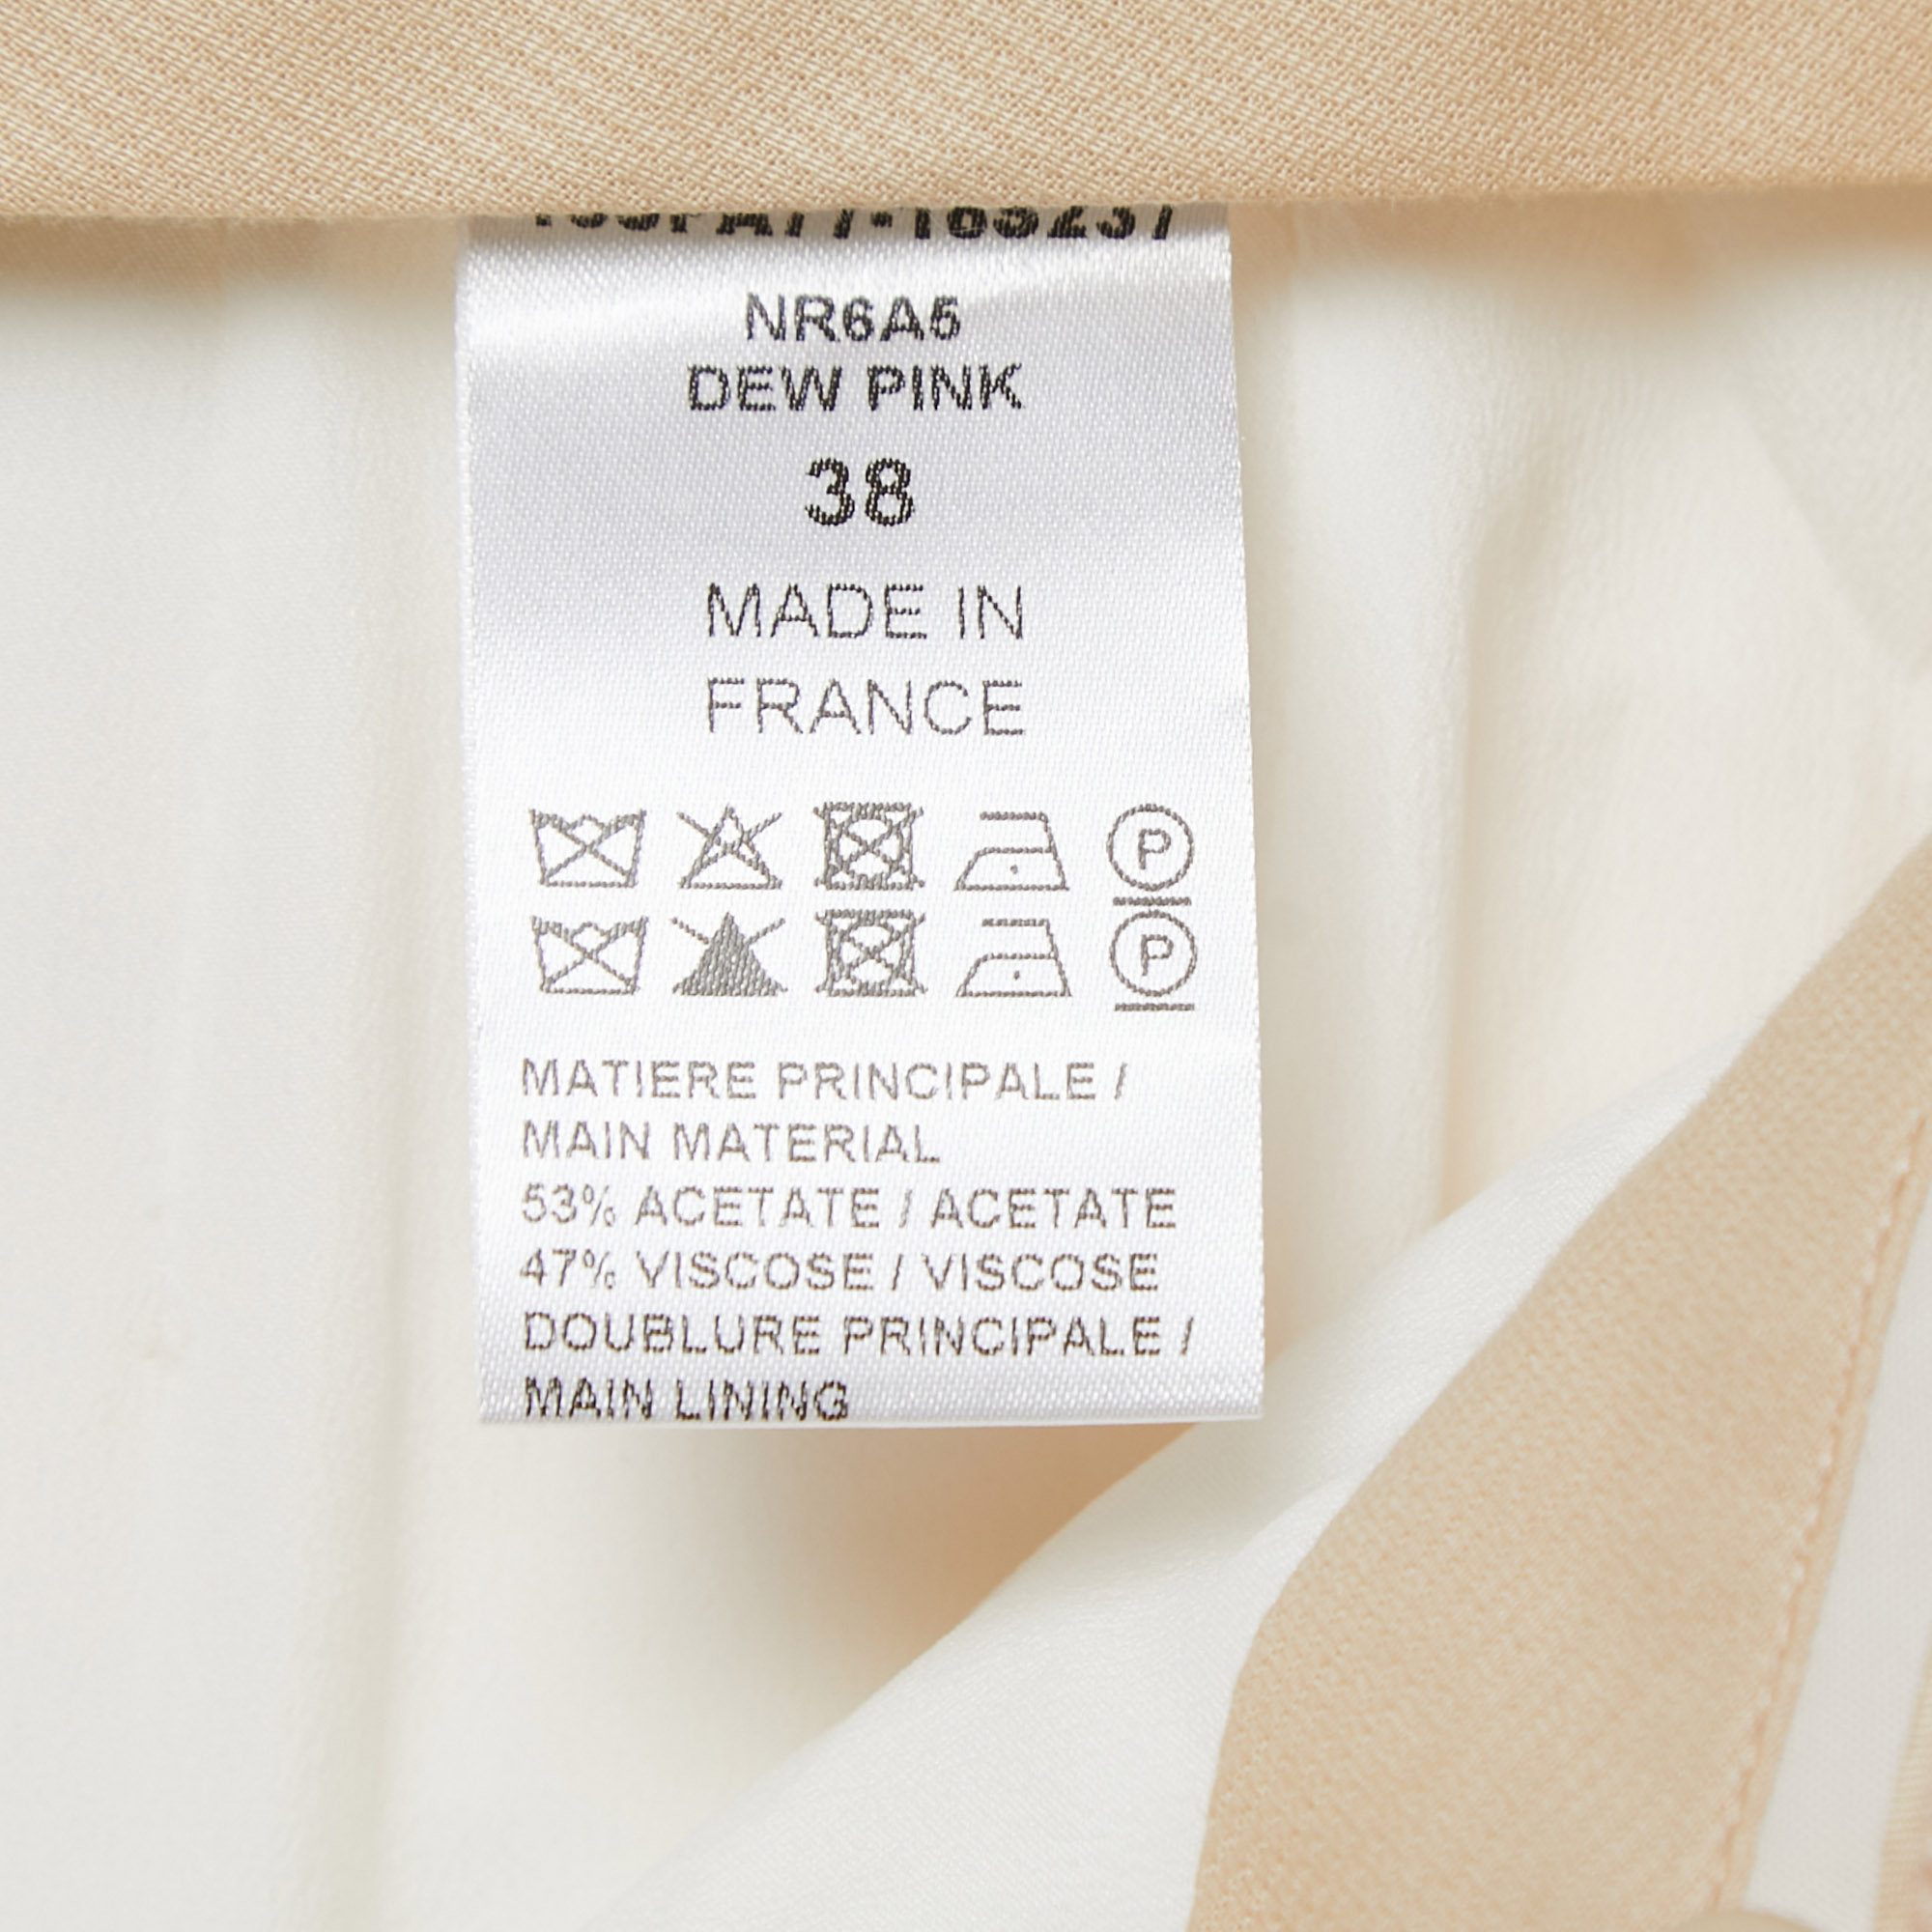 NR6A5
DEW PINK
38
MADE IN
FRANCE
P
P
MATIERE PRINCIPALE /
MAIN MATERIAL
53% ACETATE / ACETATE
47% VISCOSE / VISCOSE
DOUBLURE PRINCIPALE /
MAIN LINING